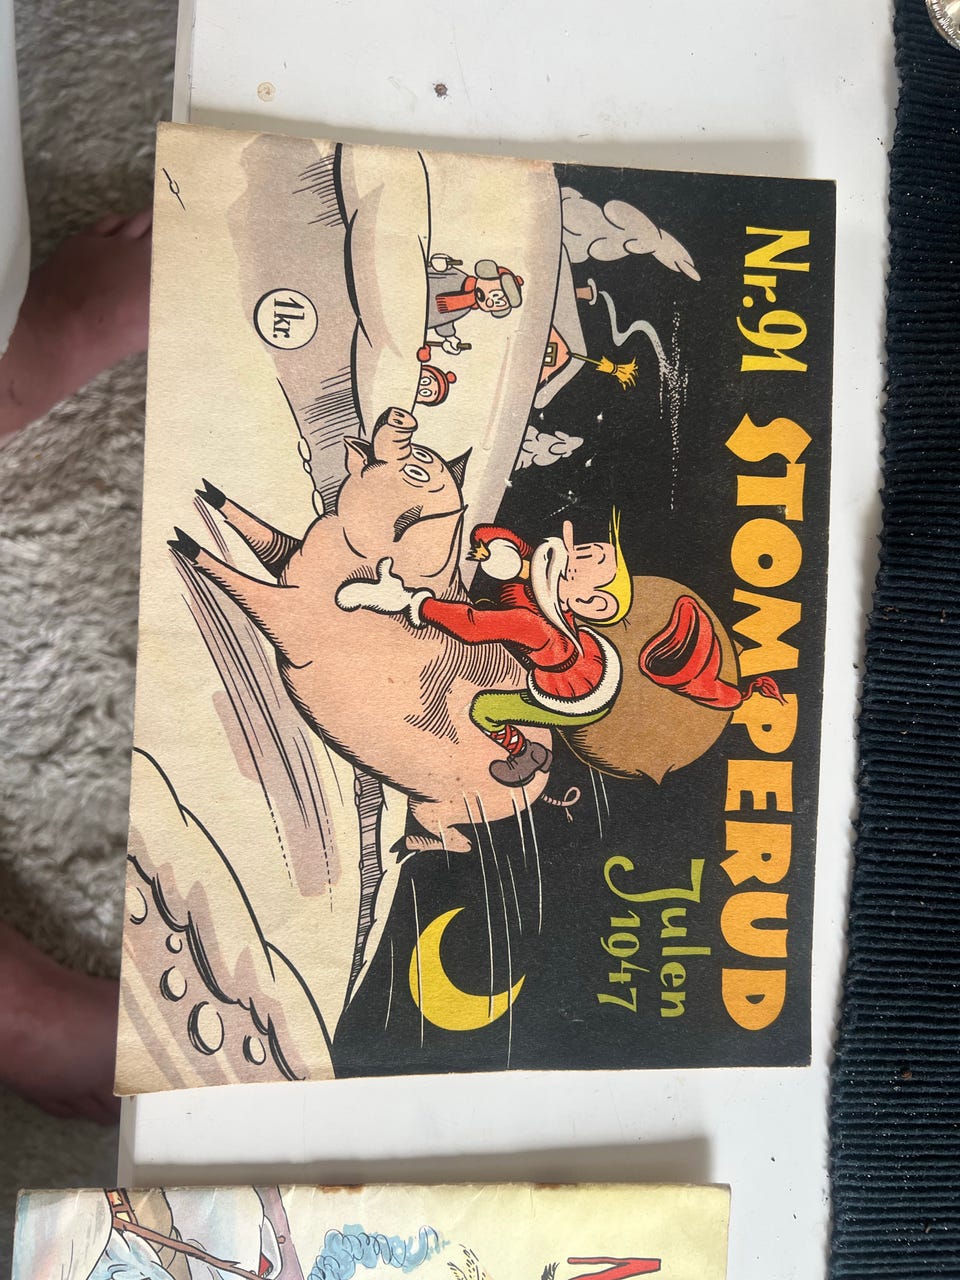 Nr.91 STOMPERUD
Julen
1947
1 kr.